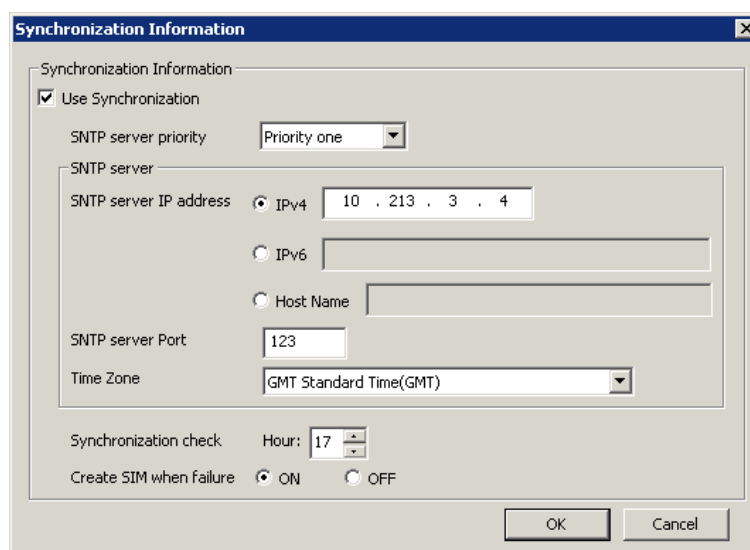 Synchronization Information
Synchronization Information
Use Synchronization
SNTP server priority Priority one
SNTP server
SNTP server IP address IPv4 10 . 213 . 3 . 4
IPv6
Host Name
SNTP server Port 123
Time Zone GMT Standard Time(GMT)
Synchronization check Hour: 17
Create SIM when failure ON OFF
OK Cancel